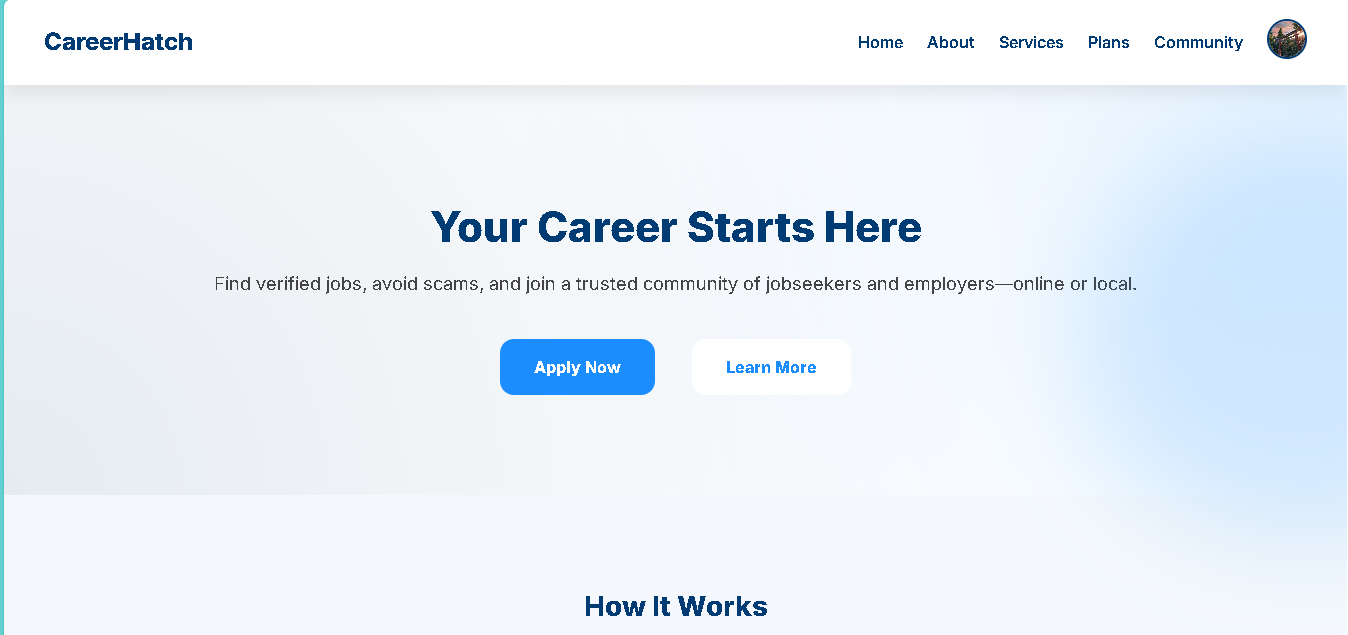 CareerHatch
Home About Services Plans Community
Your Career Starts Here
Find verified jobs, avoid scams, and join a trusted community of jobseekers and employers—online or local.
Apply Now Learn More
How It Works